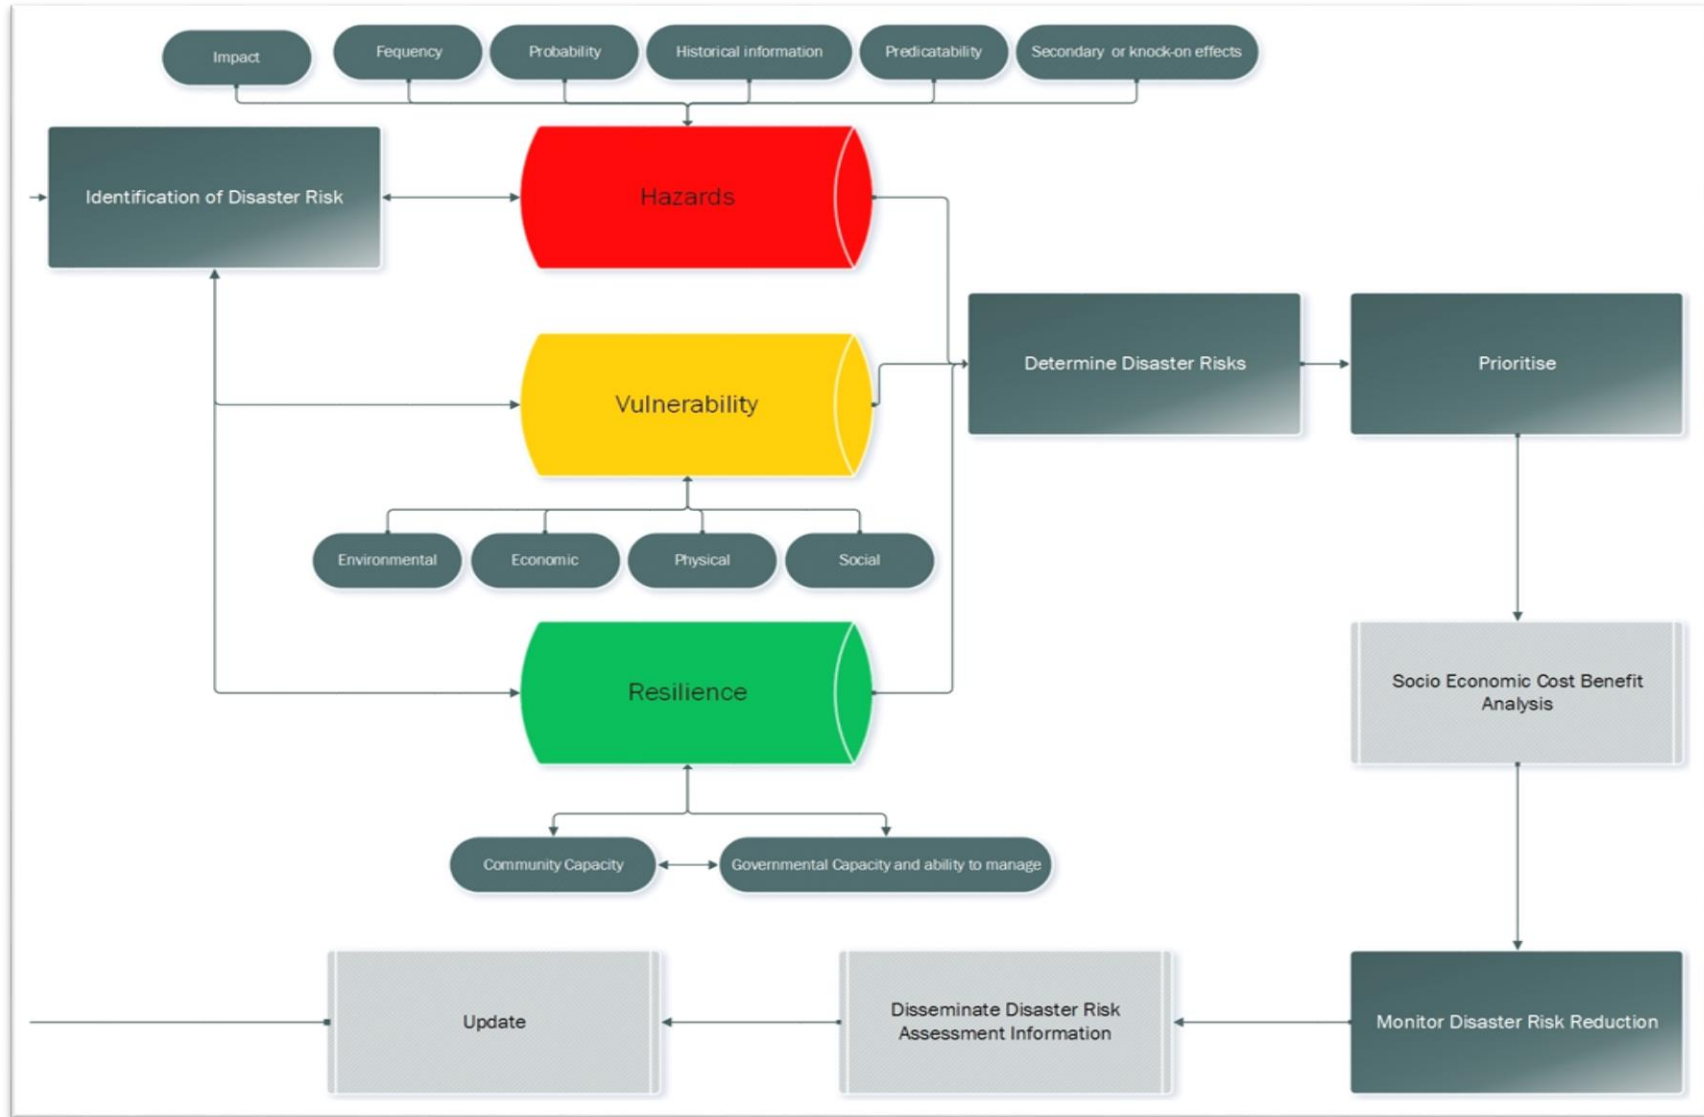 Impact
Fequency
Probability
Historical information
Predicatability
Secondary or knock-on effects
Identification of Disaster Risk
Hazards
Determine Disaster Risks
Prioritise
Vulnerability
Environmental
Economic
Physical
Social
Resilience
Socio Economic Cost Benefit
Analysis
Community Capacity
Governmental Capacity and ability to manage
Update
Disseminate Disaster Risk
Assessment Information
Monitor Disaster Risk Reduction